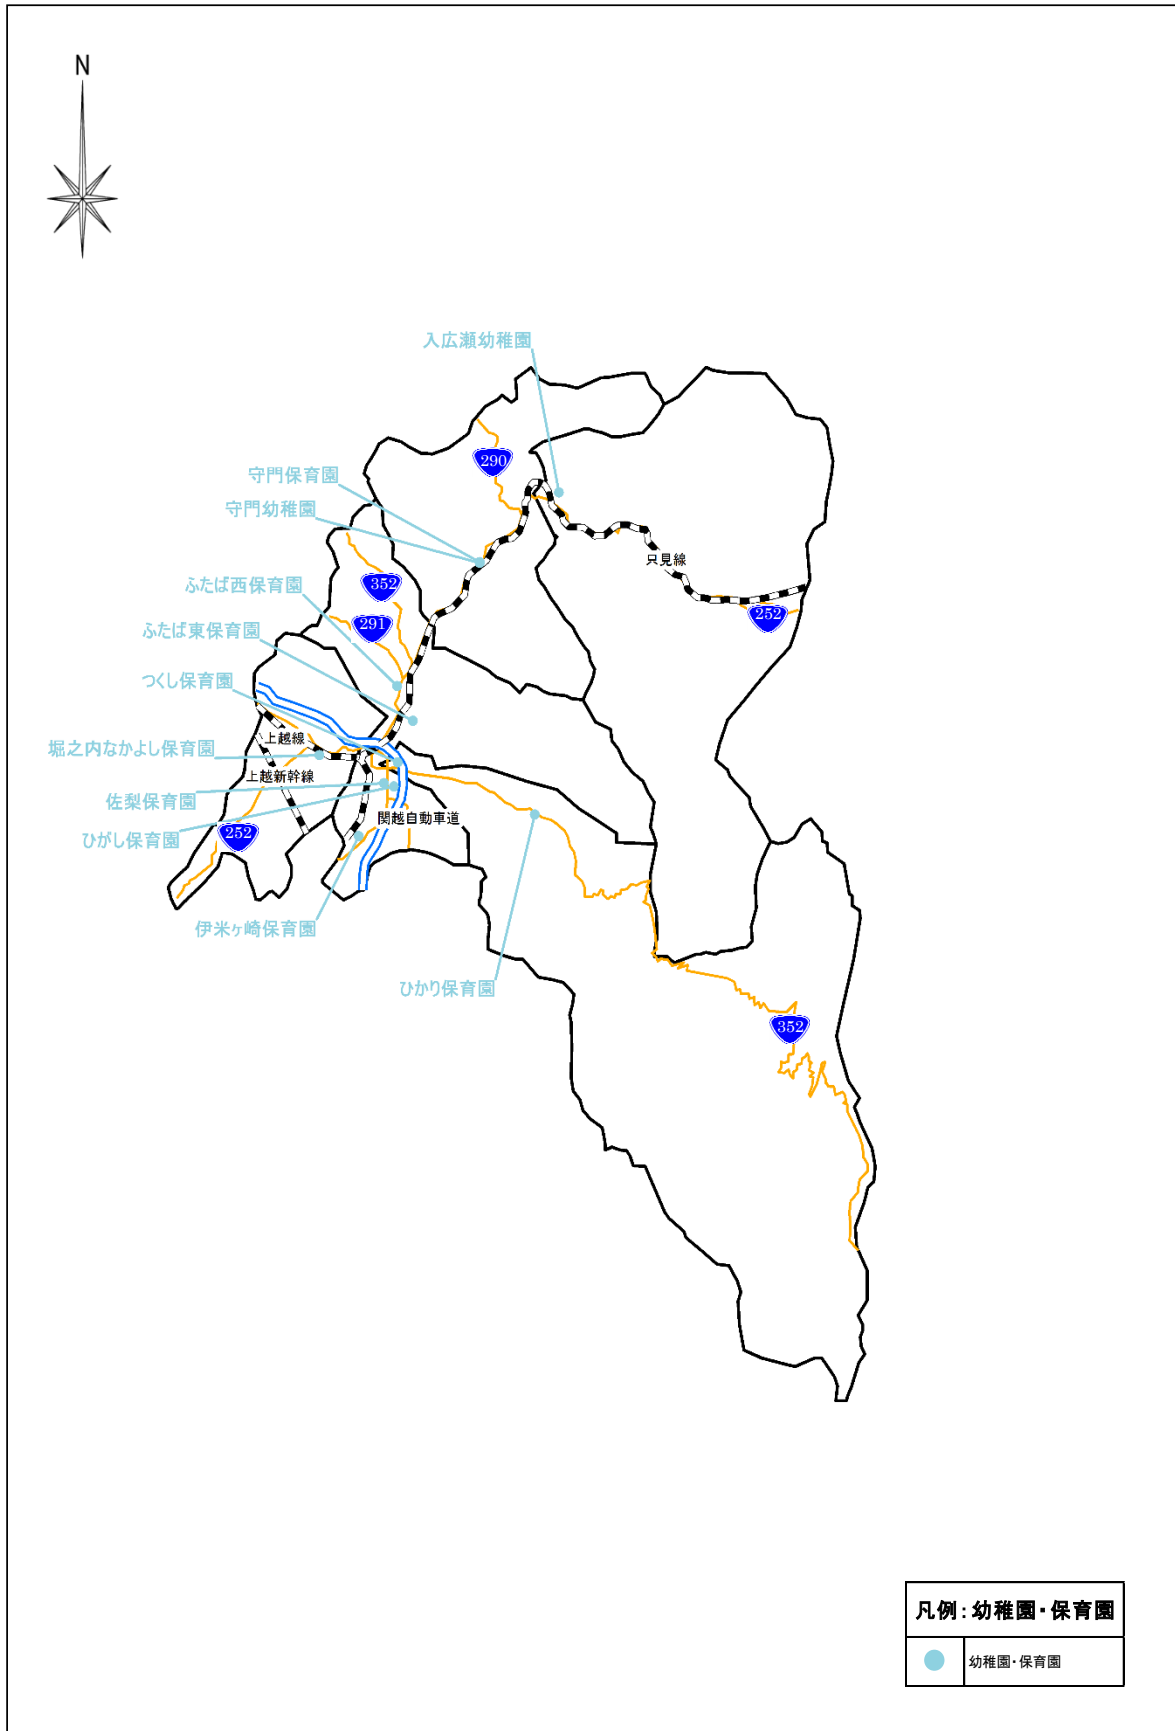 N
入広瀬幼稚園
290
守門保育園
守門幼稚園
只見線
ふたば西保育園
352
252
291
ふたば東保育園
つくし保育園
上越線
堀之内なかよし保育園
上越新幹線
佐梨保育園
関越自動車道
252
ひがし保育園
伊米ヶ崎保育園
ひかり保育園
352
凡例:幼稚園・保育園
幼稚園・保育園